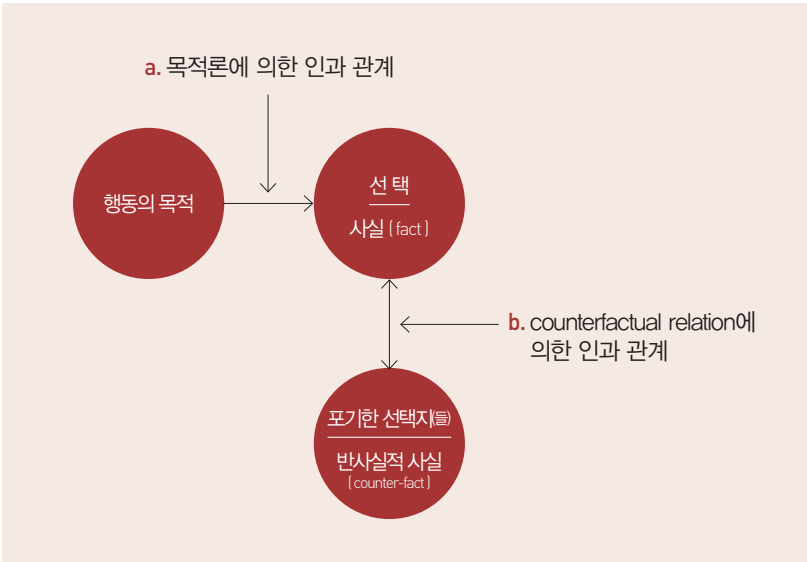 a. 목적론에 의한 인과 관계
행동의 목적
선 택
사실 [ fact ]
b. counterfactual relation에
의한 인과 관계
포기한 선택지(들)
반사실적 사실
[ counter-fact ]